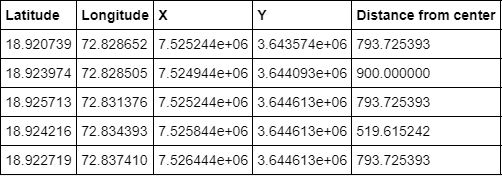 Latitude Longitude X Y Distance from center
18.920739 72.828652 7.525244e+06 3.643574e+06 793.725393
18.923974 72.828505 7.524944e+06 3.644093e+06 900.000000
18.925713 72.831376 7.525244e+06 3.644613e+06 793.725393
18.924216 72.834393 7.525844e+06 3.644613e+06 519.615242
18.922719 72.837410 7.526444e+06 3.644613e+06 793.725393